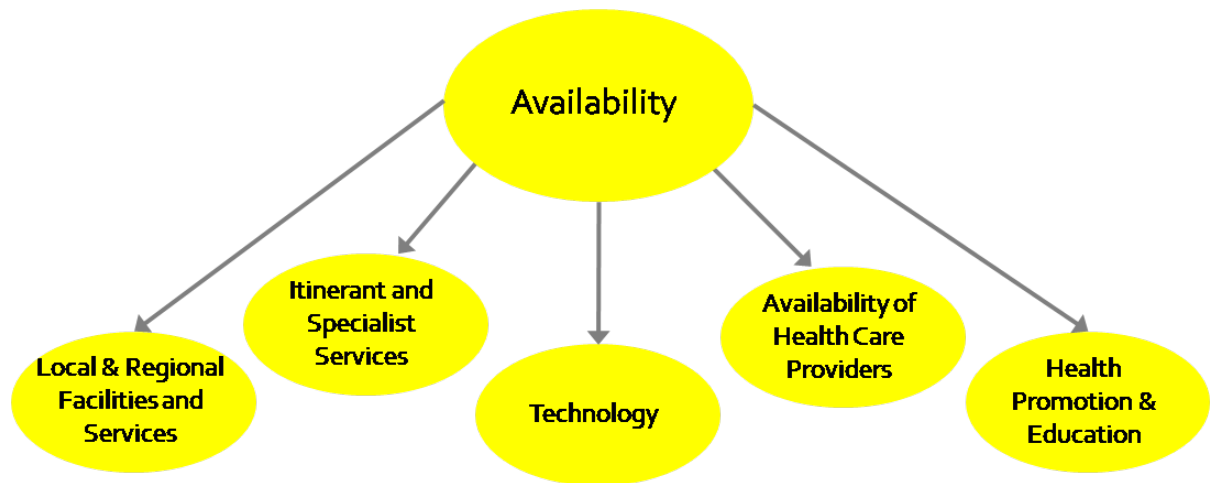 Availability
Local & Regional
Facilities and
Services
Itinerant and
Specialist
Services
Technology
Availability of
Health Care
Providers
Health
Promotion &
Education